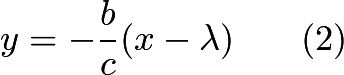 y = -\frac{b}{c}(x - \lambda) \qquad (2)